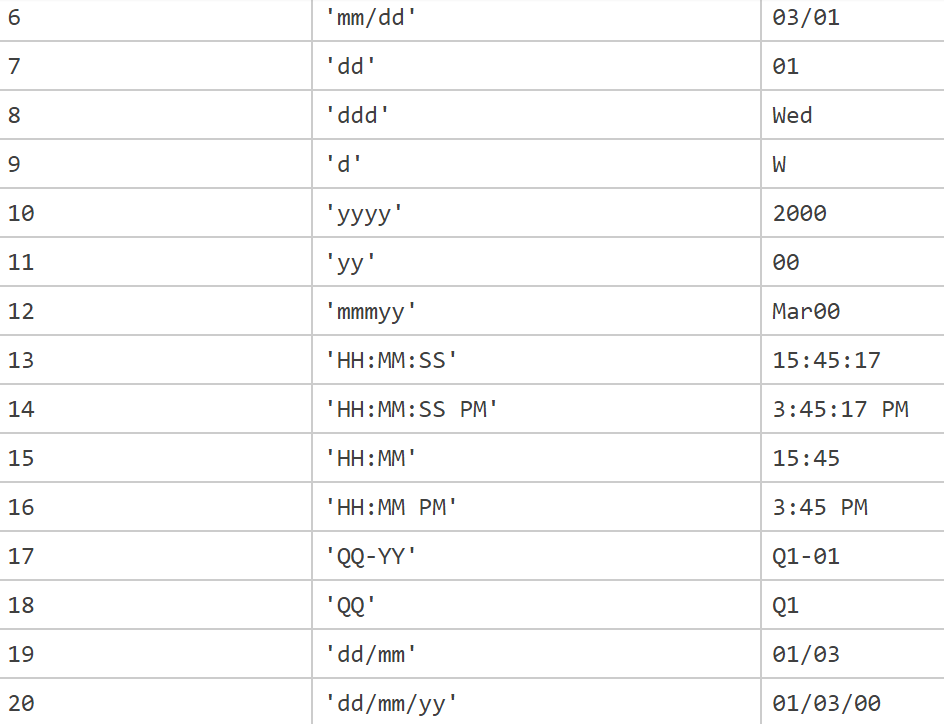 6 'mm/dd' 03/01
7 'dd' 01
8 'ddd' Wed
9 'd' W
10 'yyyy' 2000
11 'yy' 00
12 'mmmyy' Mar00
13 'HH:MM:SS' 15:45:17
14 'HH:MM:SS PM' 3:45:17 PM
15 'HH:MM' 15:45
16 'HH:MM PM' 3:45 PM
17 'QQ-YY' Q1-01
18 'QQ' Q1
19 'dd/mm' 01/03
20 'dd/mm/yy' 01/03/00